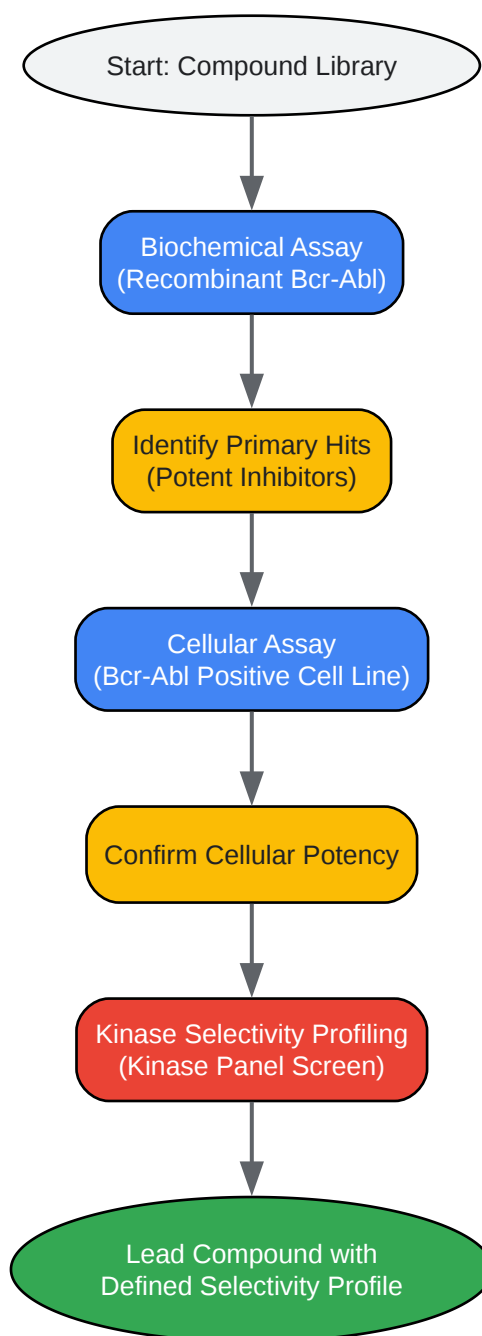 Start: Compound Library
Biochemical Assay
(Recombinant Bcr-Abl)
Identify Primary Hits
(Potent Inhibitors)
Cellular Assay
(Bcr-Abl Positive Cell Line)
Confirm Cellular Potency
Kinase Selectivity Profiling
(Kinase Panel Screen)
Lead Compound with
Defined Selectivity Profile